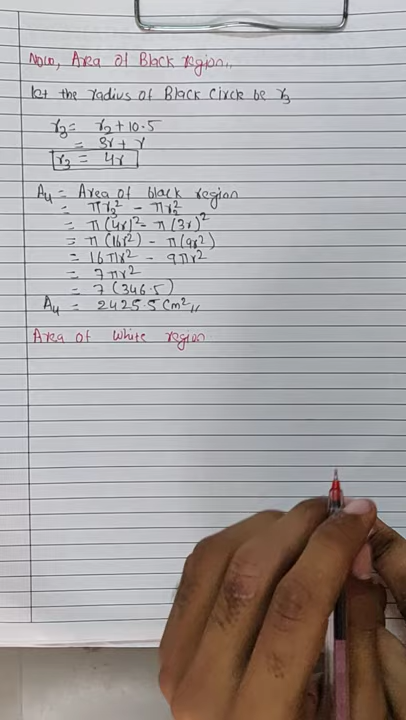 Now, Area of Black region,,
let the radius of Black Circle be r₃
r₃ = r₂ + 10.5
= 3r + r
r₃ = 4r
A₄ = Area of black region
= πr₃² - πr₂²
= π(4r)² - π(3r)²
= π(16r²) - π(9r²)
= 16πr² - 9πr²
= 7πr²
= 7(346.5)
A₄ = 2425.5 Cm²,,
Area of White region